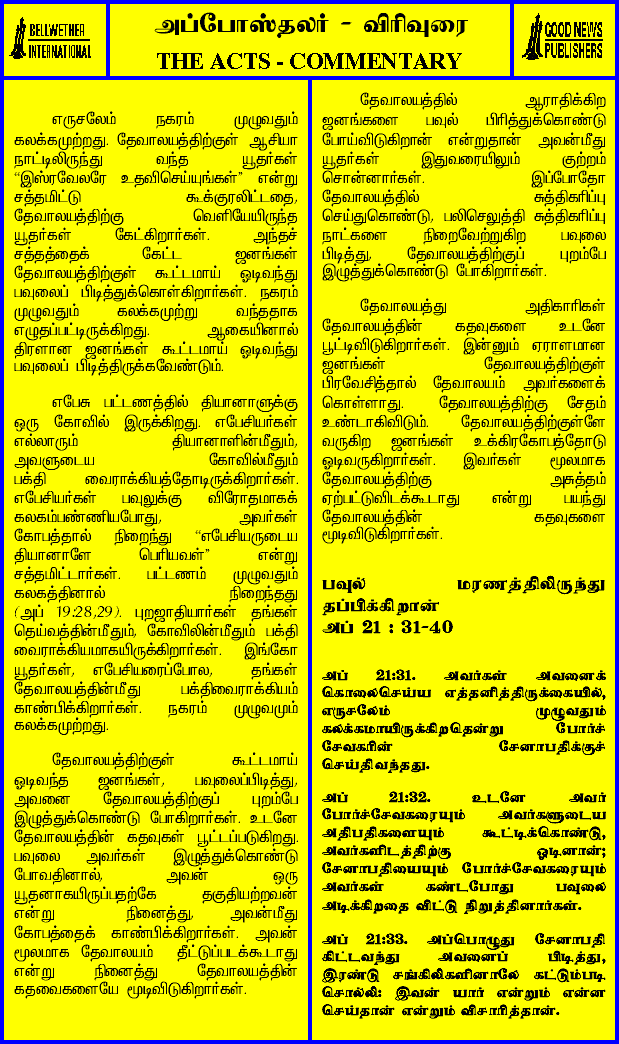 BELLWETHER
INTERNATIONAL
அப்போஸ்தலர் - விரிவுரை
THE ACTS - COMMENTARY
GOOD NEWS
PUBLISHERS
எருசலேம் நகரம் முழுவதும்
கலக்கமுற்றது. தேவாலயத்திற்குள் ஆசியா
நாட்டிலிருந்து வந்த யூதர்கள்
"இஸ்ரவேலரே உதவிசெய்யுங்கள்" என்று
சத்தமிட்டு கூக்குரலிட்டதை,
தேவாலயத்திற்கு வெளியேயிருந்த
யூதர்கள் கேட்கிறார்கள். அந்தச்
சத்தத்தைக் கேட்ட ஜனங்கள்
தேவாலயத்திற்குள் கூட்டமாய் ஓடிவந்து
பவுலைப் பிடித்துக்கொள்கிறார்கள். நகரம்
முழுவதும் கலக்கமுற்று வந்ததாக
எழுதப்பட்டிருக்கிறது. ஆகையினால்
திரளான ஜனங்கள் கூட்டமாய் ஓடிவந்து
பவுலைப் பிடித்திருக்கவேண்டும்.
எபேசு பட்டணத்தில் தியானாளுக்கு
ஒரு கோவில் இருக்கிறது. எபேசியர்கள்
எல்லாரும் தியானாளின்மீதும்,
அவளுடைய கோவில்மீதும்
பக்தி வைராக்கியத்தோடிருக்கிறார்கள்.
எபேசியர்கள் பவுலுக்கு விரோதமாகக்
கலகம்பண்ணியபோது, அவர்கள்
கோபத்தால் நிறைந்து "எபேசியருடைய
தியானாளே பெரியவள்" என்று
சத்தமிட்டார்கள். பட்டணம் முழுவதும்
கலகத்தினால் நிறைந்தது
(அப் 19:28,29). புறஜாதியார்கள் தங்கள்
தெய்வத்தின்மீதும், கோவிலின்மீதும் பக்தி
வைராக்கியமாகயிருக்கிறார்கள். இங்கோ
யூதர்கள், எபேசியரைப்போல, தங்கள்
தேவாலயத்தின்மீது பக்திவைராக்கியம்
காண்பிக்கிறார்கள். நகரம் முழுவமும்
கலக்கமுற்றது.
தேவாலயத்திற்குள் கூட்டமாய்
ஓடிவந்த ஜனங்கள், பவுலைப்பிடித்து,
அவனை தேவாலயத்திற்குப் புறம்பே
இழுத்துக்கொண்டு போகிறார்கள். உடனே
தேவாலயத்தின் கதவுகள் பூட்டப்படுகிறது.
பவுலை அவர்கள் இழுத்துக்கொண்டு
போவதினால், அவன் ஒரு
யூதனாகயிருப்பதற்கே தகுதியற்றவன்
என்று நினைத்து, அவன்மீது
கோபத்தைக் காண்பிக்கிறார்கள். அவன்
மூலமாக தேவாலயம் தீட்டுப்படக்கூடாது
என்று நினைத்து தேவாலயத்தின்
கதவைகளையே மூடிவிடுகிறார்கள்.
தேவாலயத்தில் ஆராதிக்கிற
ஜனங்களை பவுல் பிரித்துக்கொண்டு
போய்விடுகிறான் என்றுதான் அவன்மீது
யூதர்கள் இதுவரையிலும் குற்றம்
சொன்னார்கள். இப்போதோ
தேவாலயத்தில் சுத்திகரிப்பு
செய்துகொண்டு, பலிசெலுத்தி சுத்திகரிப்பு
நாட்களை நிறைவேற்றுகிற பவுலை
பிடித்து, தேவாலயத்திற்குப் புறம்பே
இழுத்துக்கொண்டு போகிறார்கள்.
தேவாலயத்து அதிகாரிகள்
தேவாலயத்தின் கதவுகளை உடனே
பூட்டிவிடுகிறார்கள். இன்னும் ஏராளமான
ஜனங்கள் தேவாலயத்திற்குள்
பிரவேசித்தால் தேவாலயம் அவர்களைக்
கொள்ளாது. தேவாலயத்திற்கு சேதம்
உண்டாகிவிடும். தேவாலயத்திற்குள்ளே
வருகிற ஜனங்கள் உக்கிரகோபத்தோடு
ஓடிவருகிறார்கள். இவர்கள் மூலமாக
தேவாலயத்திற்கு அசுத்தம்
ஏற்பட்டுவிடக்கூடாது என்று பயந்து
தேவாலயத்தின் கதவுகளை
மூடிவிடுகிறார்கள்.
பவுல் மரணத்திலிருந்து
தப்பிக்கிறான்
அப் 21 : 31-40
அப் 21:31. அவர்கள் அவனைக்
கொலைசெய்ய எத்தனித்திருக்கையில்,
எருசலேம் முழுவதும்
கலக்கமாயிருக்கிறதென்று போர்ச்
சேவகரின் சேனாபதிக்குச்
செய்திவந்தது.
அப் 21:32. உடனே அவர்
போர்ச்சேவகரையும் அவர்களுடைய
அதிபதிகளையும் கூட்டிக்கொண்டு,
அவர்களிடத்திற்கு ஓடினான்;
சேனாபதியையும் போர்ச்சேவகரையும்
அவர்கள் கண்டபோது பவுலை
அடிக்கிறதை விட்டு நிறுத்தினார்கள்.
அப் 21:33. அப்பொழுது சேனாபதி
கிட்டவந்து அவனைப் பிடித்து,
இரண்டு சங்கிலிகளினாலே கட்டும்படி
சொல்லி: இவன் யார் என்றும் என்ன
செய்தான் என்றும் விசாரித்தான்.